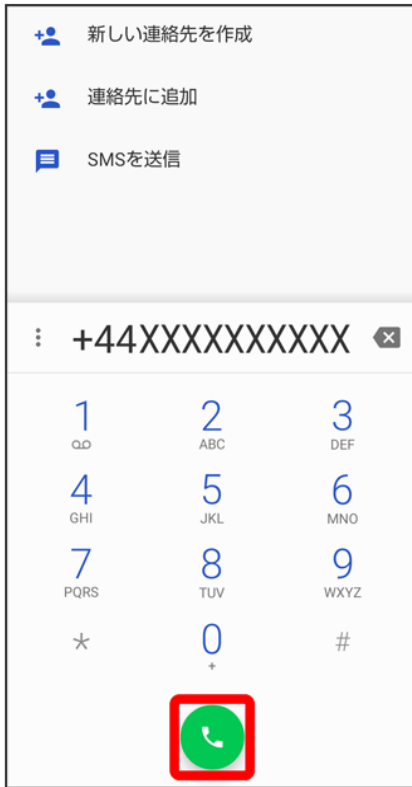 新しい連絡先を作成
連絡先に追加
SMSを送信
+44XXXXXXXXXX
1 2 3
ABC DEF
4 5 6
GHI JKL MNO
7 8 9
PQRS TUV WXYZ
* 0 #
+